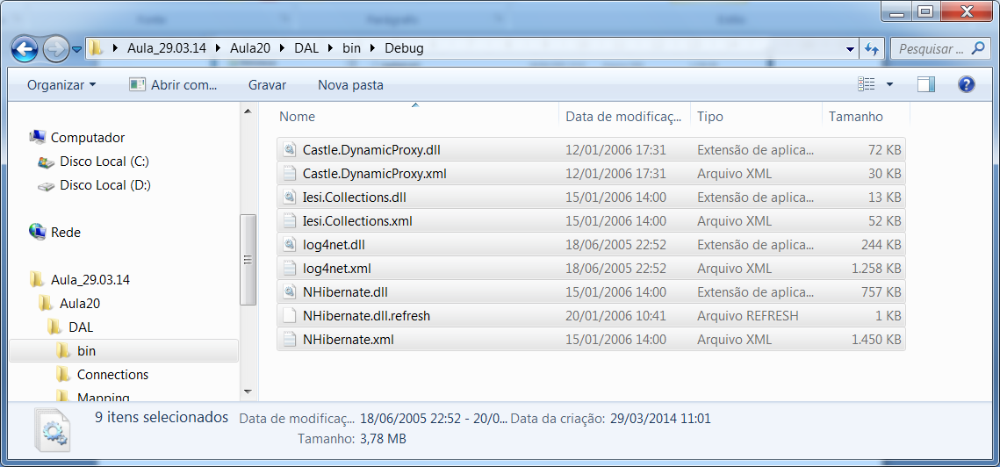 Aula_29.03.14 Aula20 DAL bin Debug
Pesquisar ...
Organizar Abrir com... Gravar Nova pasta
Computador
Disco Local (C:)
Disco Local (D:)
Rede
Aula_29.03.14
Aula20
DAL
bin
Connections
Mapping
Nome Data de modificaç... Tipo Tamanho
Castle.DynamicProxy.dll 12/01/2006 17:31 Extensão de aplica... 72 KB
Castle.DynamicProxy.xml 12/01/2006 17:31 Arquivo XML 30 KB
Iesi.Collections.dll 15/01/2006 14:00 Extensão de aplica... 13 KB
Iesi.Collections.xml 15/01/2006 14:00 Arquivo XML 52 KB
log4net.dll 18/06/2005 22:52 Extensão de aplica... 244 KB
log4net.xml 18/06/2005 22:52 Arquivo XML 1.258 KB
NHibernate.dll 15/01/2006 14:00 Extensão de aplica... 757 KB
NHibernate.dll.refresh 20/01/2006 10:41 Arquivo REFRESH 1 KB
NHibernate.xml 15/01/2006 14:00 Arquivo XML 1.450 KB
9 itens selecionados Data de modificaç... 18/06/2005 22:52 - 20/0... Data da criação: 29/03/2014 11:01
Tamanho: 3,78 MB